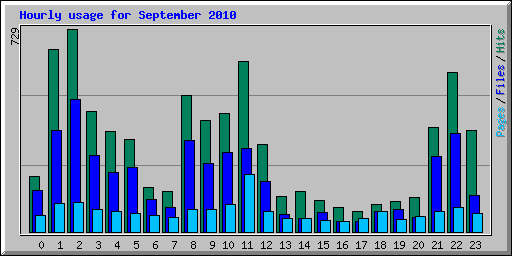 Hourly usage for September 2010
729
Pages / Files / Hits
0 1 2 3 4 5 6 7 8 9 10 11 12 13 14 15 16 17 18 19 20 21 22 23